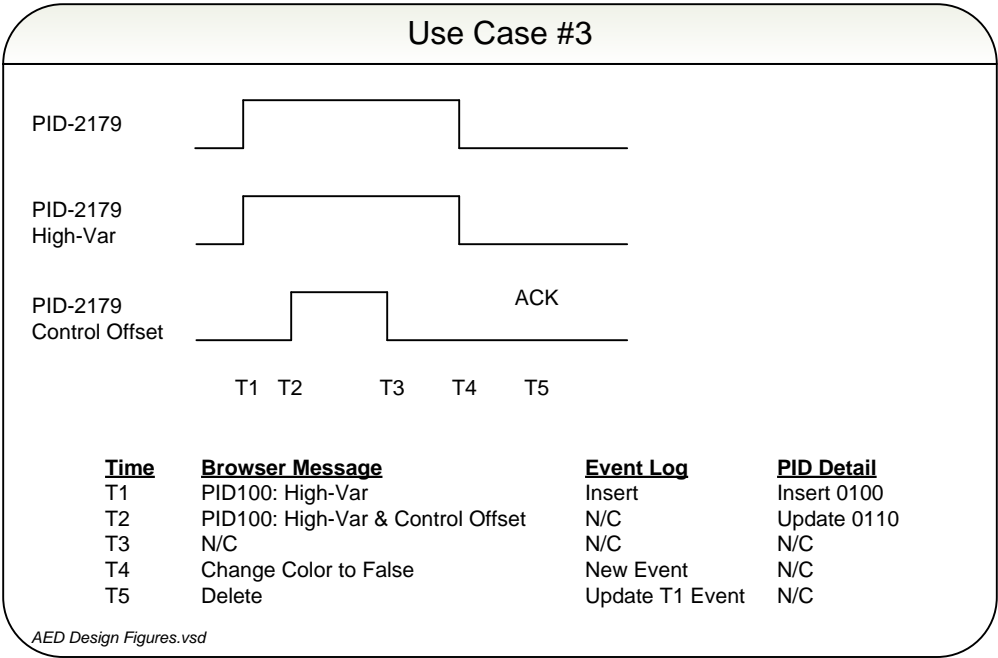 Use Case #3
PID-2179
PID-2179
High-Var
PID-2179
Control Offset
ACK
T1 T2 T3 T4 T5
Time Browser Message Event Log PID Detail
T1 PID100: High-Var Insert Insert 0100
T2 PID100: High-Var & Control Offset N/C Update 0110
T3 N/C N/C N/C
T4 Change Color to False New Event N/C
T5 Delete Update T1 Event N/C
AED Design Figures.vsd